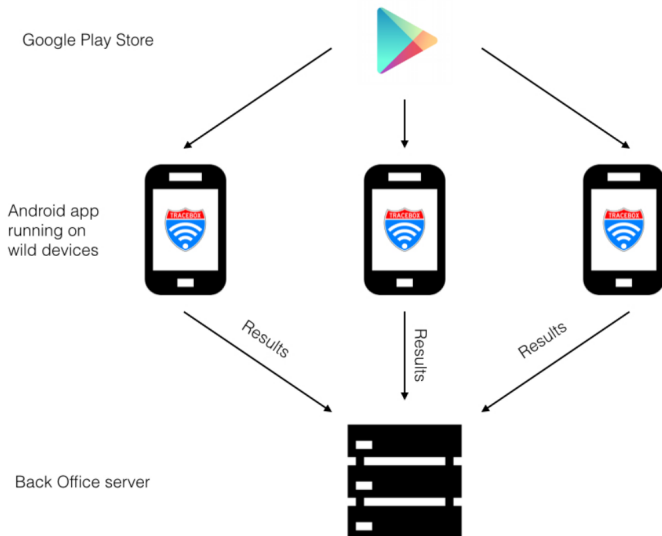 Google Play Store
Android app
running on
wild devices
TRACEBOX
TRACEBOX
TRACEBOX
Results
Results
Results
Back Office server